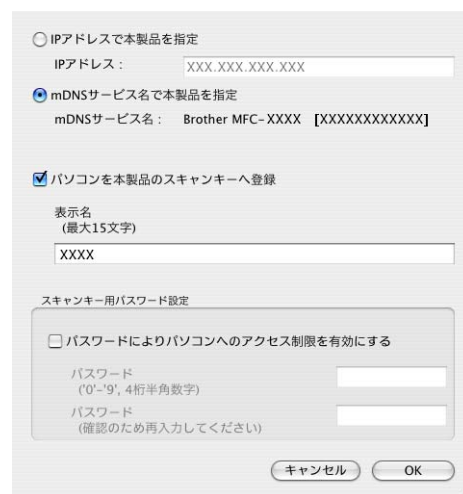 IPアドレスで本製品を指定
IPアドレス： XXX.XXX.XXX.XXX
mDNSサービス名で本製品を指定
mDNSサービス名： Brother MFC-XXXX [XXXXXXXXXXXX]
パソコンを本製品のスキャンキーへ登録
表示名
(最大15文字)
XXXX
スキャンキー用パスワード設定
パスワードによりパソコンへのアクセス制限を有効にする
パスワード
('0'-'9', 4桁半角数字)
パスワード
(確認のため再入力してください)
キャンセル OK